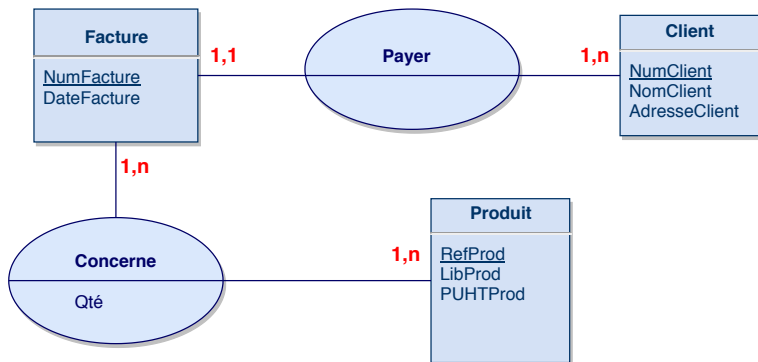 Facture
NumFacture
DateFacture
1,1
Payer
1,n
Client
NumClient
NomClient
AdresseClient
1,n
Concerne
Qté
1,n
Produit
RefProd
LibProd
PUHTProd